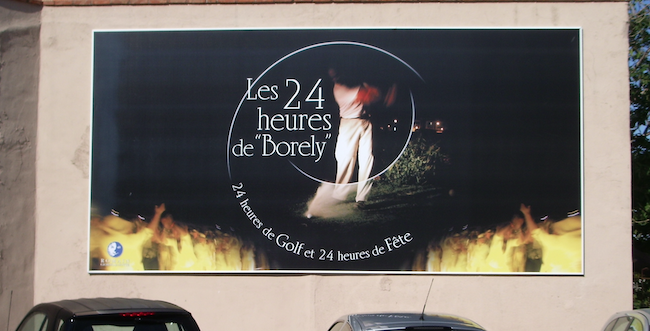 Les 24
heures
de "Borely"
24 heures de Golf et 24 heures de Fête